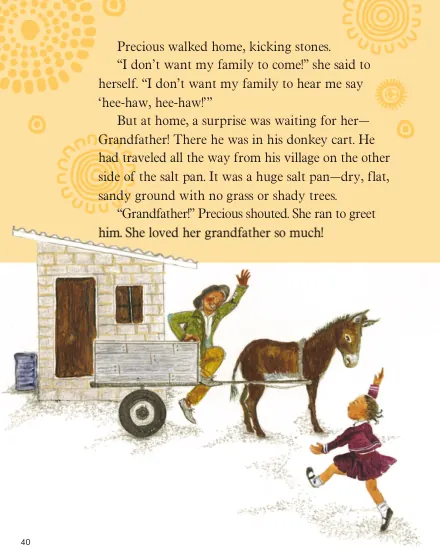 Precious walked home, kicking stones.
“I don’t want my family to come!” she said to
herself. “I don’t want my family to hear me say
‘hee-haw, hee-haw!’”
But at home, a surprise was waiting for her—
Grandfather! There he was in his donkey cart. He
had traveled all the way from his village on the other
side of the salt pan. It was a huge salt pan—dry, flat,
sandy ground with no grass or shady trees.
“Grandfather!” Precious shouted. She ran to greet
him. She loved her grandfather so much!
40